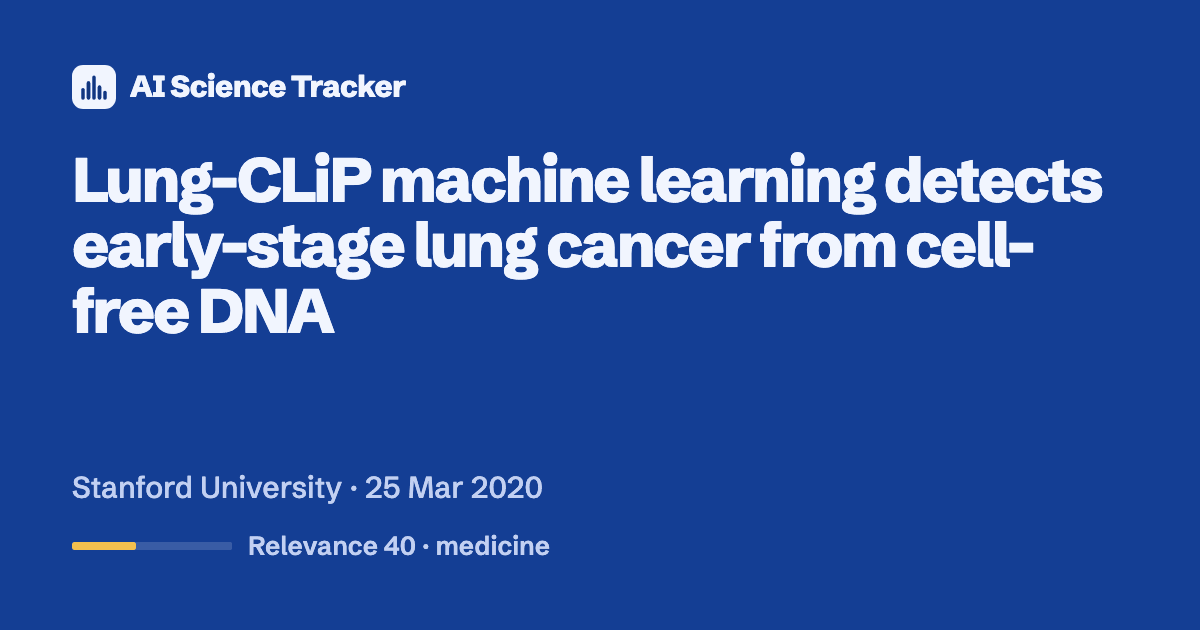 AI Science Tracker
Lung-CLiP machine learning detects
early-stage lung cancer from cell-
free DNA
Stanford University · 25 Mar 2020
Relevance 40 · medicine